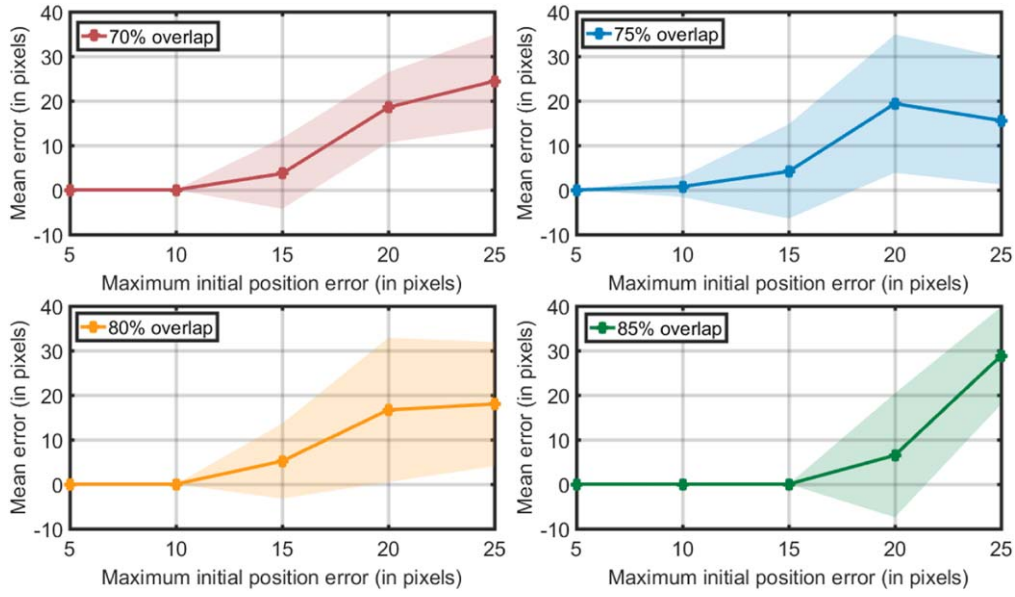 40
30
20
10
0
-10
Mean error (in pixels)
70% overlap
5 10 15 20 25
Maximum initial position error (in pixels)
40
30
20
10
0
-10
Mean error (in pixels)
75% overlap
5 10 15 20 25
Maximum initial position error (in pixels)
40
30
20
10
0
-10
Mean error (in pixels)
80% overlap
5 10 15 20 25
Maximum initial position error (in pixels)
40
30
20
10
0
-10
Mean error (in pixels)
85% overlap
5 10 15 20 25
Maximum initial position error (in pixels)